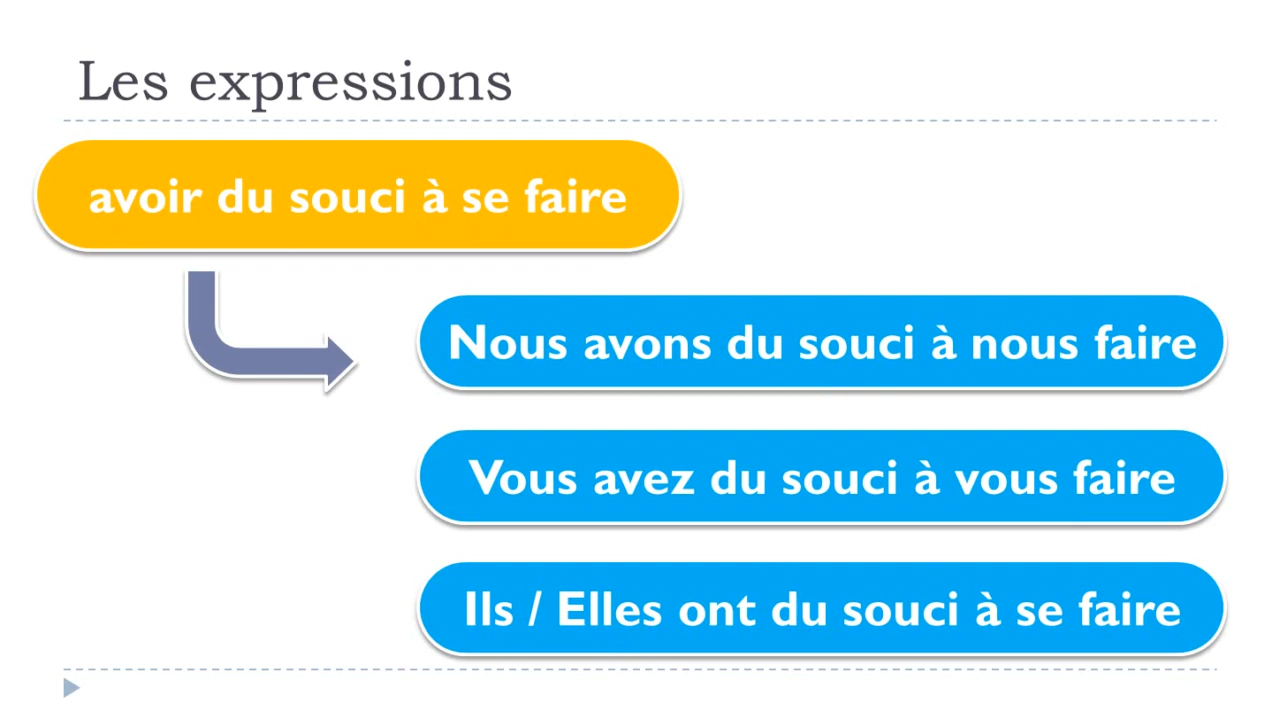 Les expressions
avoir du souci à se faire
Nous avons du souci à nous faire
Vous avez du souci à vous faire
Ils / Elles ont du souci à se faire